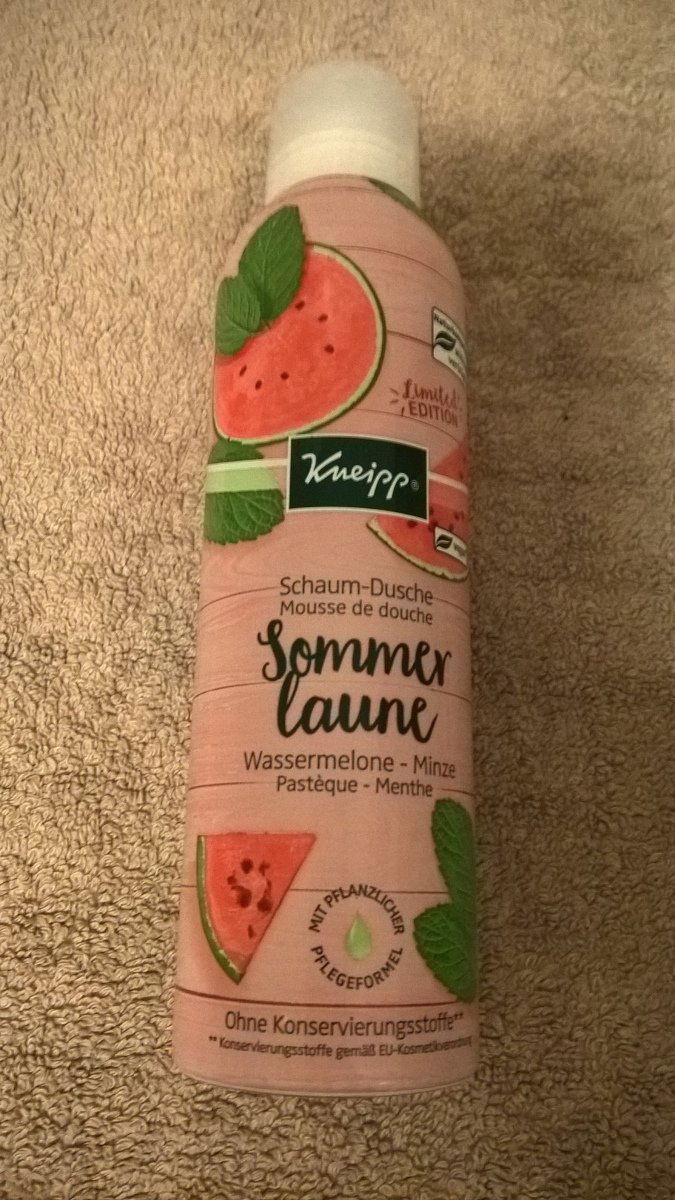 Limited
EDITION
Kneipp®
vegan
Schaum-Dusche
Mousse de douche
Sommer
laune
Wassermelone - Minze
Pastèque - Menthe
MIT PFLANZLICHER
PFLEGEFORMEL
Ohne Konservierungsstoffe**
** Konservierungsstoffe gemäß EU-Kosmetikverordnung